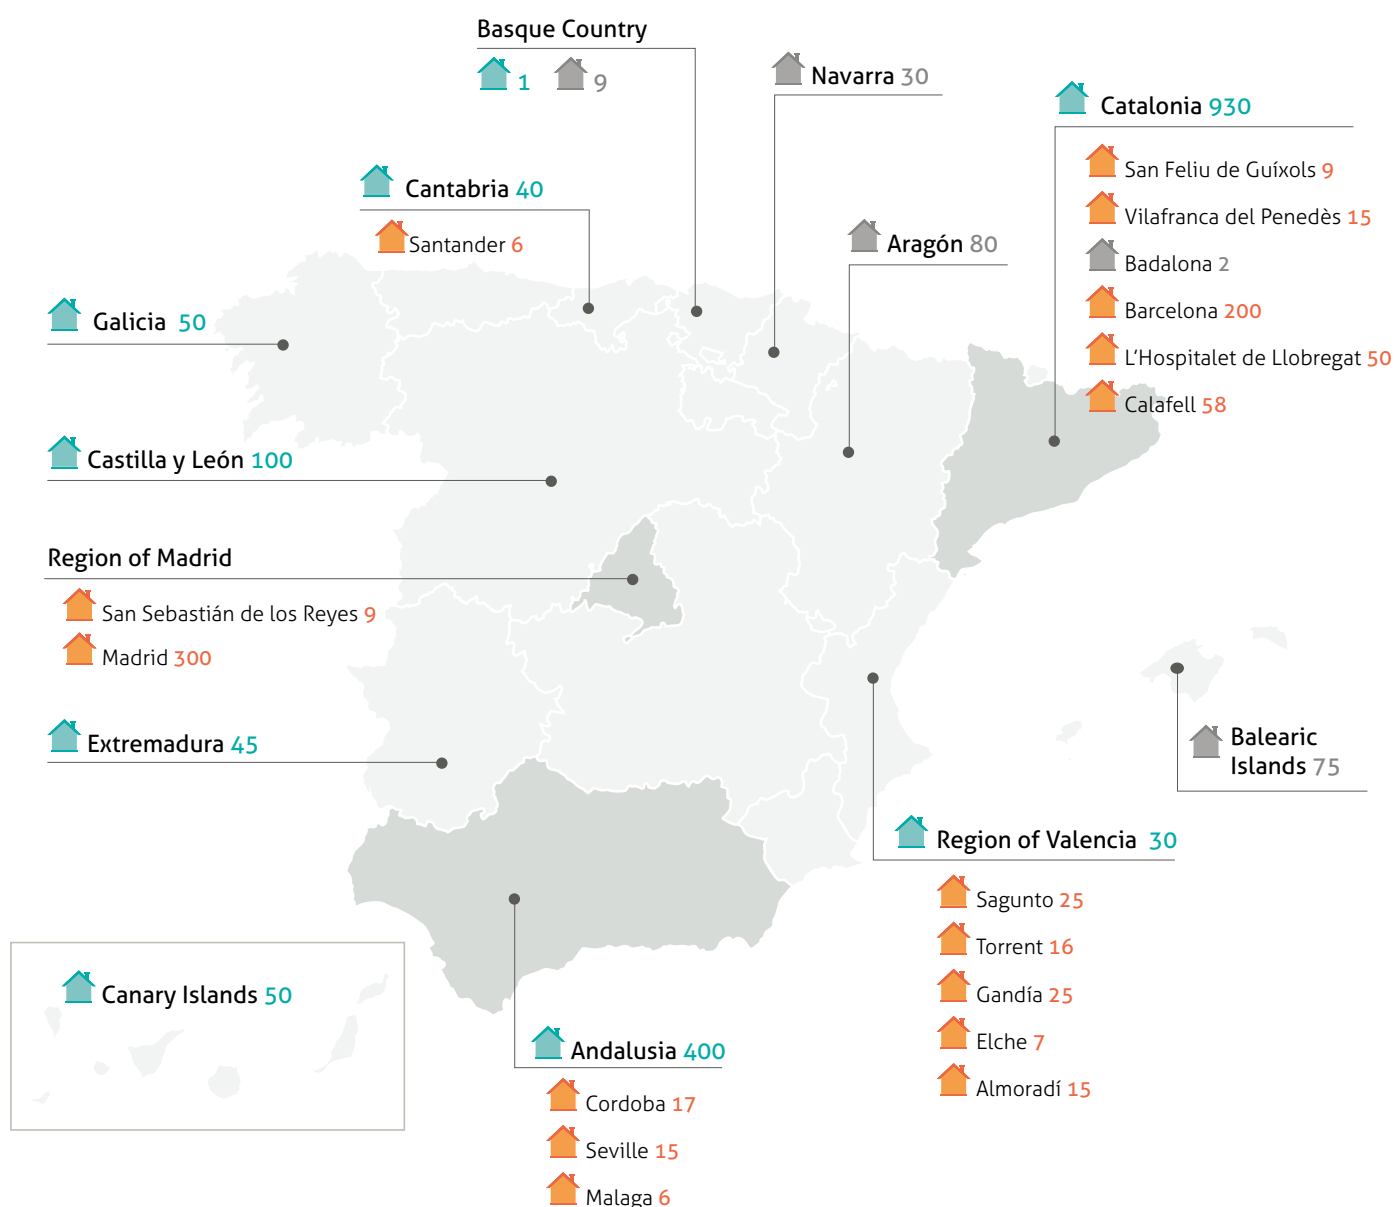 Basque Country
1 9
Navarra 30
Catalonia 930
San Feliu de Guíxols 9
Vilafranca del Penedès 15
Badalona 2
Barcelona 200
L'Hospitalet de Llobregat 50
Calafell 58
Cantabria 40
Santander 6
Aragón 80
Galicia 50
Castilla y León 100
Region of Madrid
San Sebastián de los Reyes 9
Madrid 300
Extremadura 45
Balearic
Islands 75
Region of Valencia 30
Sagunto 25
Torrent 16
Gandía 25
Elche 7
Almoradí 15
Canary Islands 50
Andalusia 400
Cordoba 17
Seville 15
Malaga 6